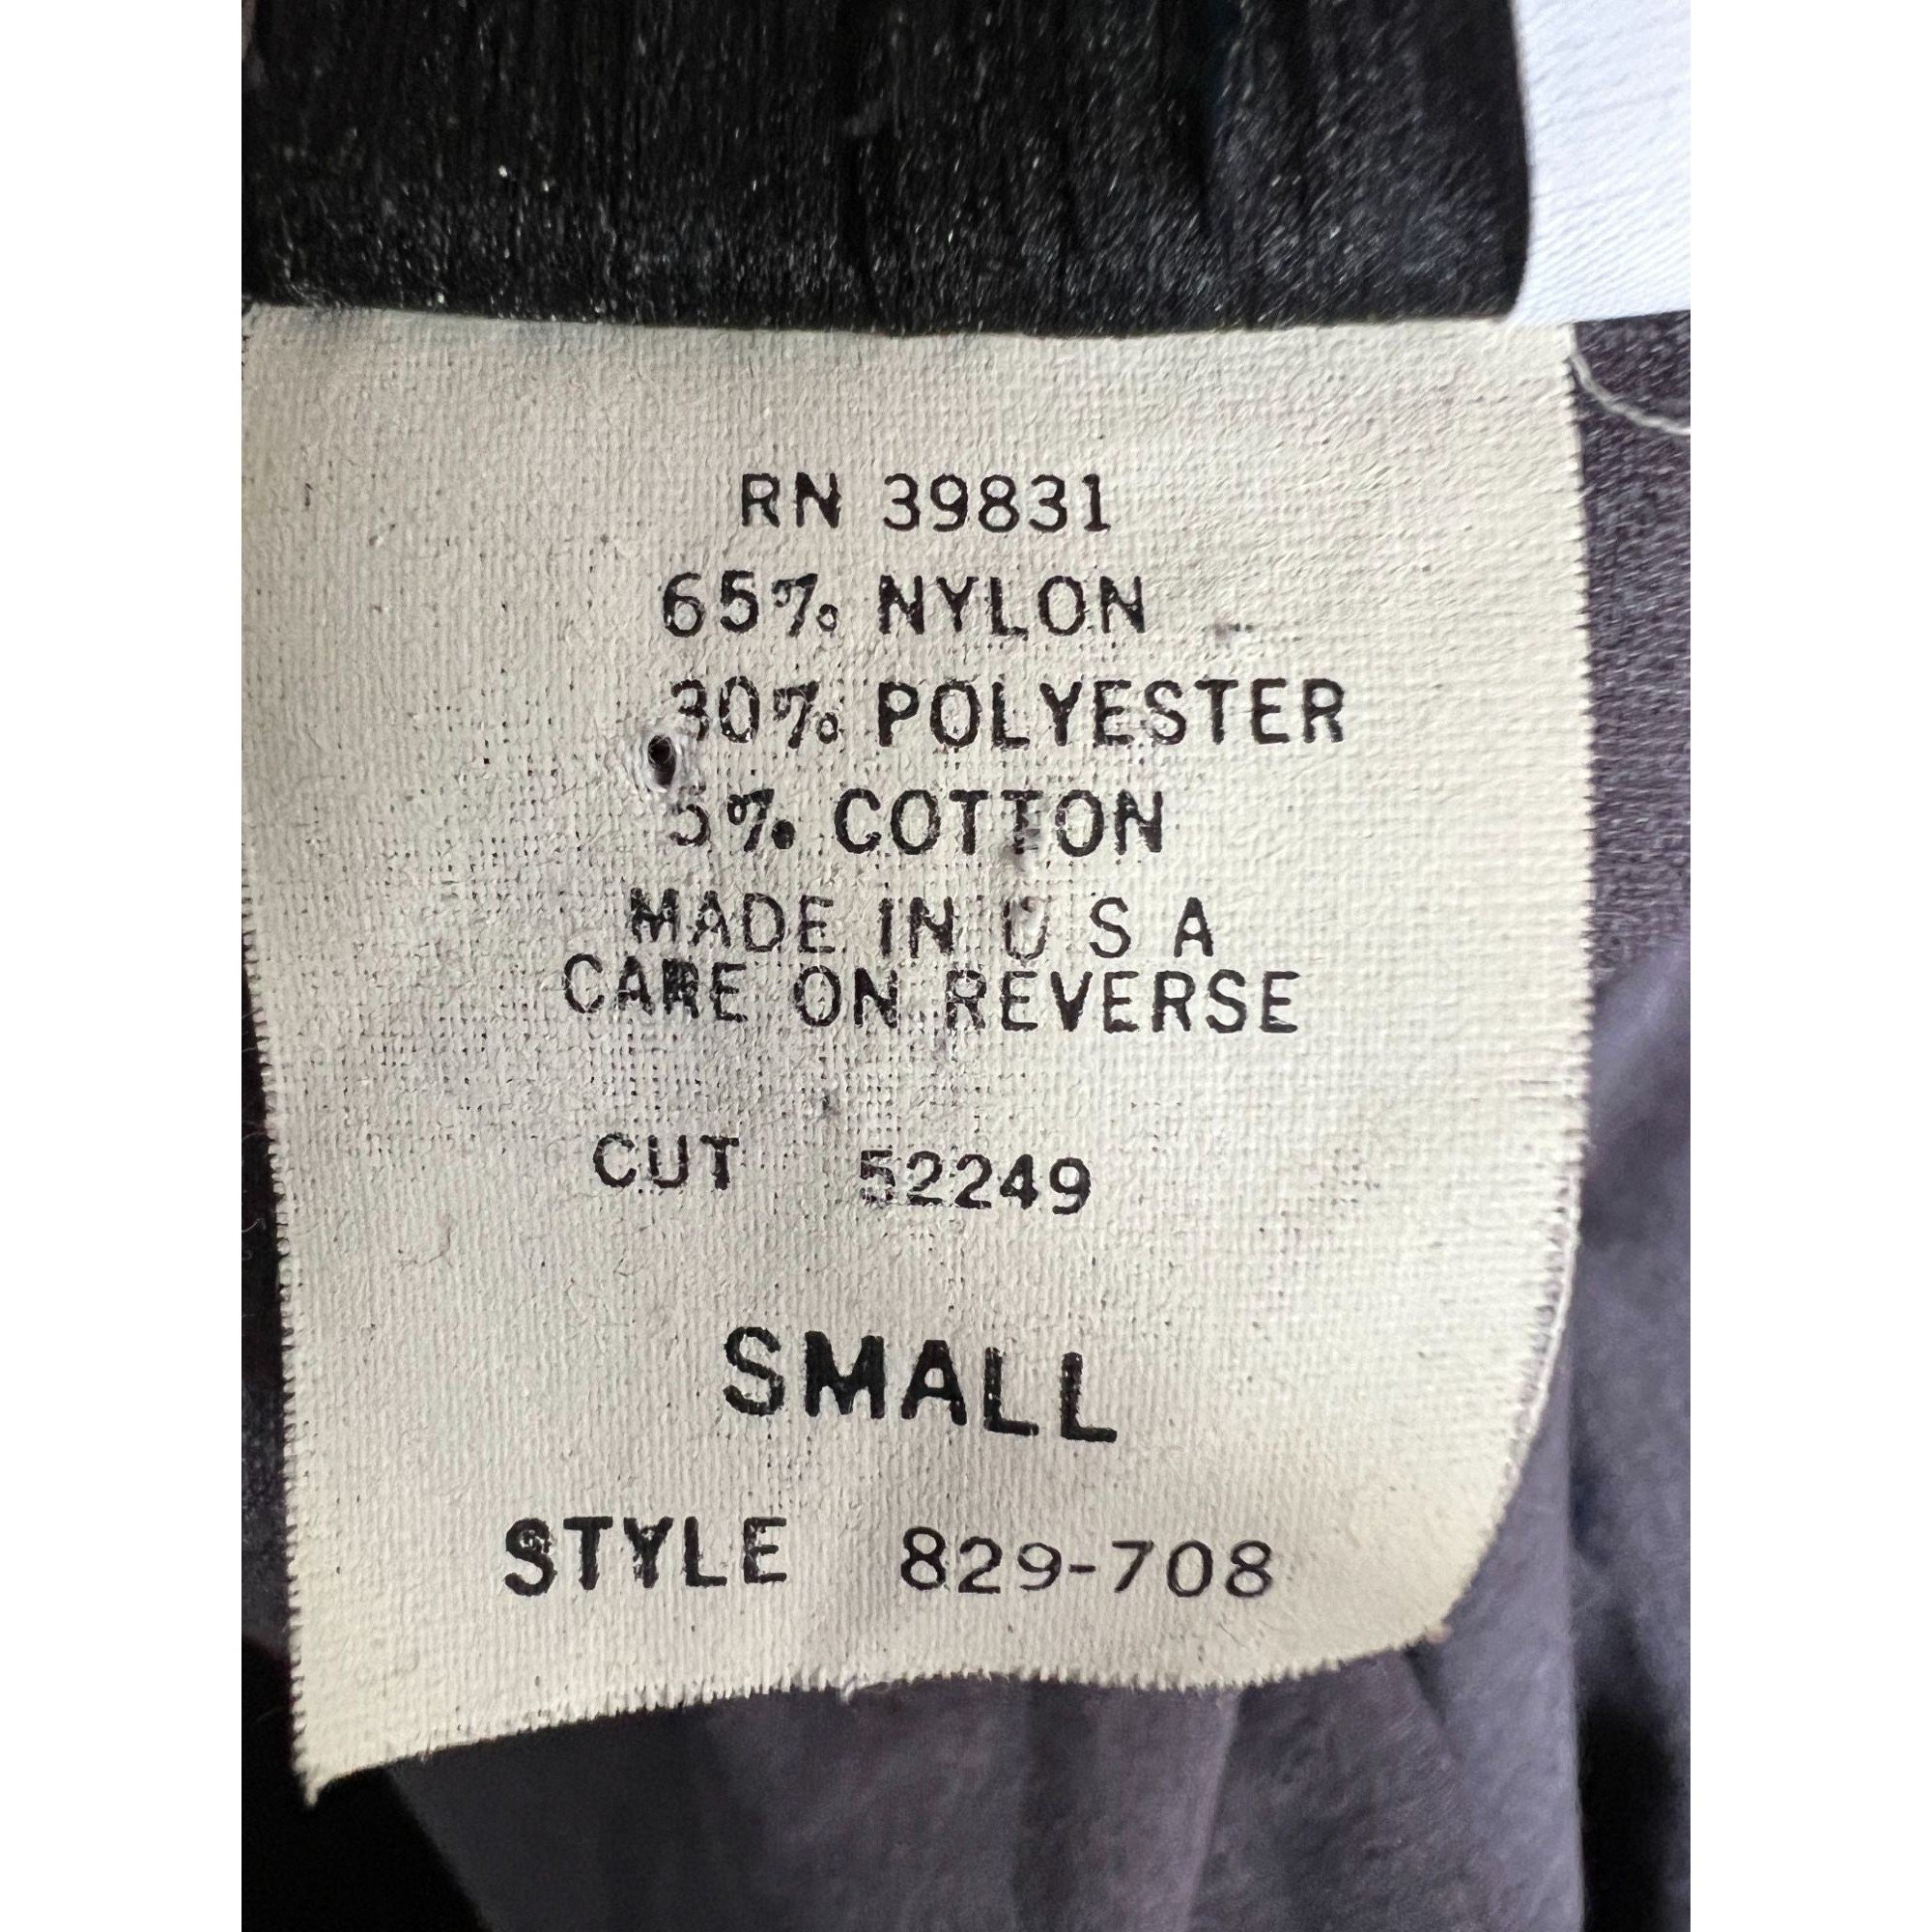 RN 39831
65% NYLON
30% POLYESTER
5% COTTON
MADE IN U S A
CARE ON REVERSE
CUT 52249
SMALL
STYLE 829-708